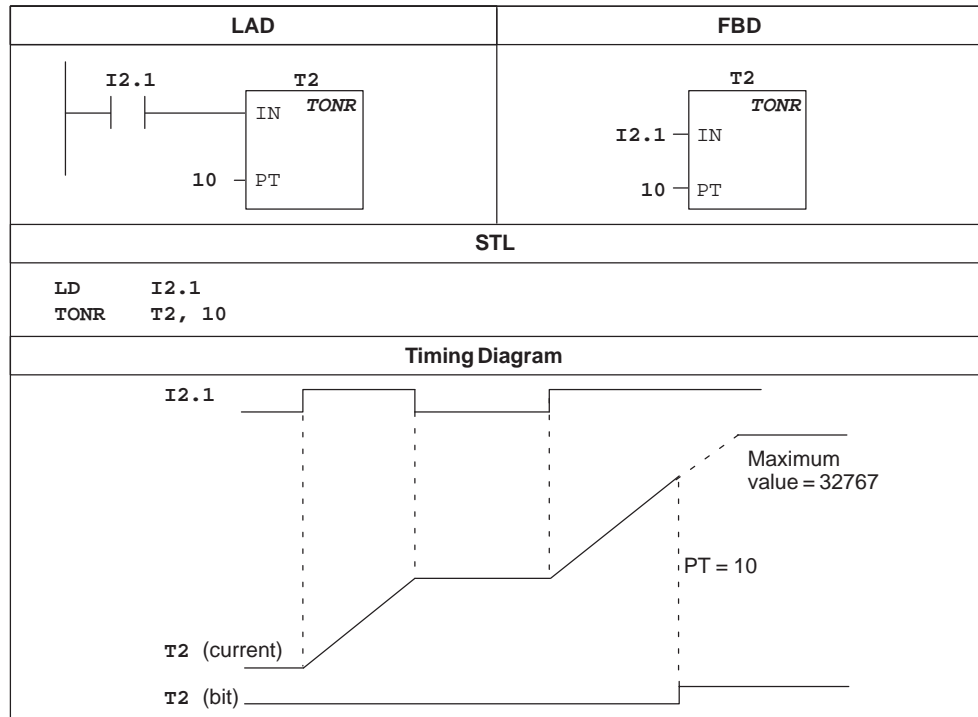 LAD
FBD
I2.1
T2
TONR
IN
10
PT
T2
TONR
I2.1
IN
10
PT
STL
LD I2.1
TONR T2, 10
Timing Diagram
I2.1
Maximum
value = 32767
PT = 10
T2 (current)
T2 (bit)